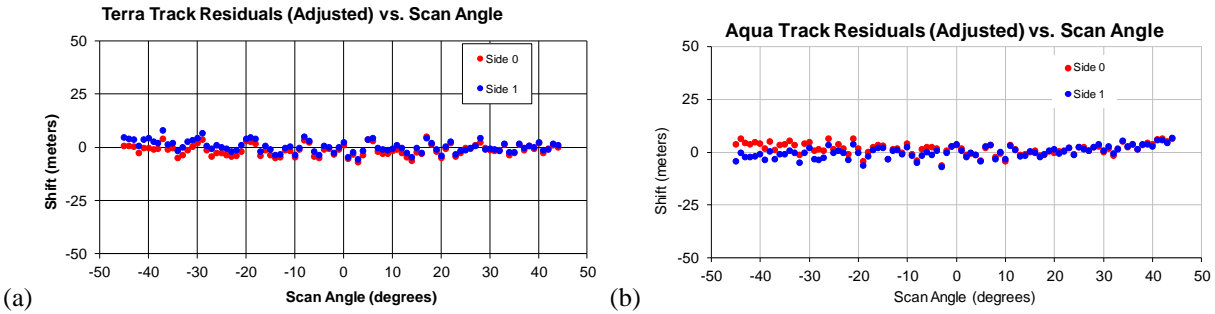 Terra Track Residuals (Adjusted) vs. Scan Angle
50
25
0
-25
-50
Shift (meters)
Side 0
Side 1
-50 -40 -30 -20 -10 0 10 20 30 40 50
Scan Angle (degrees)
(a)
Aqua Track Residuals (Adjusted) vs. Scan Angle
50
25
0
-25
-50
Shift (meters)
Side 0
Side 1
-50 -40 -30 -20 -10 0 10 20 30 40 50
Scan Angle (degrees)
(b)